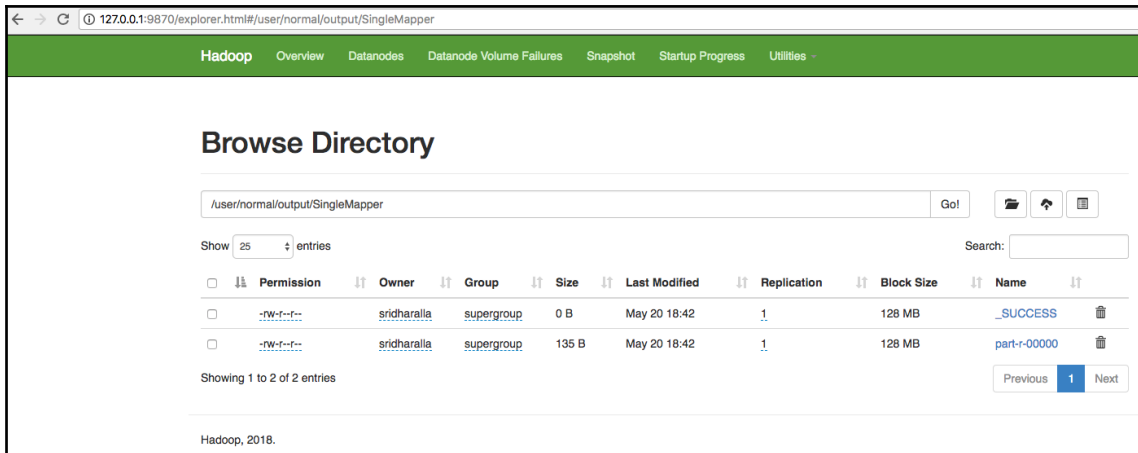 127.0.0.1:9870/explorer.html#/user/normal/output/SingleMapper
Hadoop Overview Datanodes Datanode Volume Failures Snapshot Startup Progress Utilities
Browse Directory
/user/normal/output/SingleMapper Go!
Show 25 entries Search:
Permission Owner Group Size Last Modified Replication Block Size Name
-rw-r--r-- sridharalla supergroup 0 B May 20 18:42 1 128 MB _SUCCESS
-rw-r--r-- sridharalla supergroup 135 B May 20 18:42 1 128 MB part-r-00000
Showing 1 to 2 of 2 entries Previous 1 Next
Hadoop, 2018.